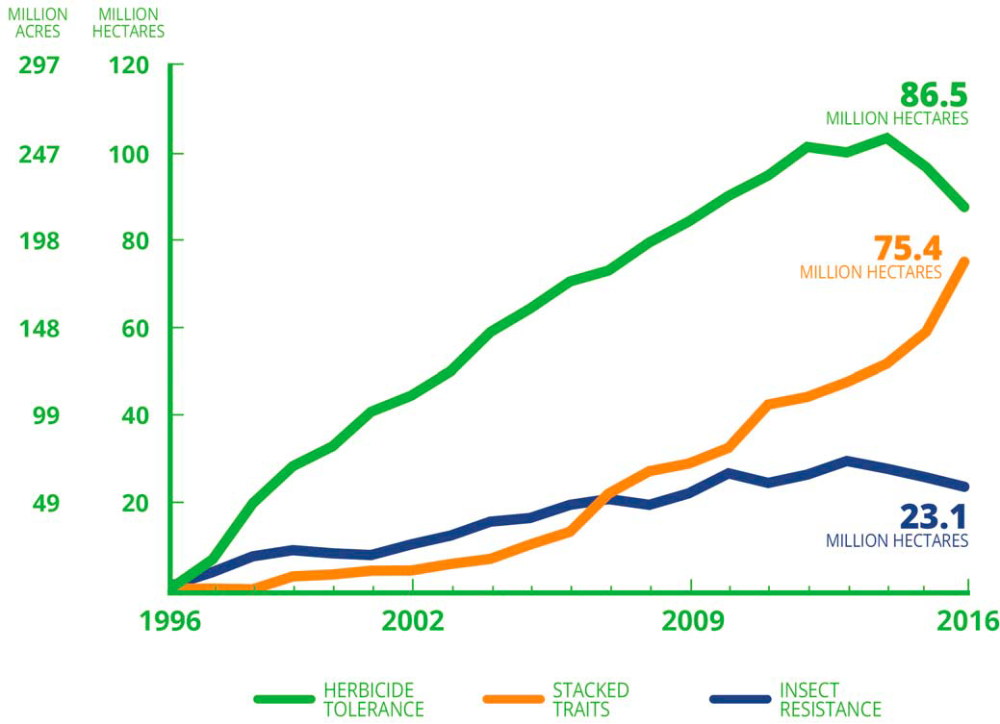 MILLION
ACRES
MILLION
HECTARES
297
120
247
100
198
80
148
60
99
40
49
20
86.5
MILLION HECTARES
75.4
MILLION HECTARES
23.1
MILLION HECTARES
1996
2002
2009
2016
HERBICIDE
TOLERANCE
STACKED
TRAITS
INSECT
RESISTANCE